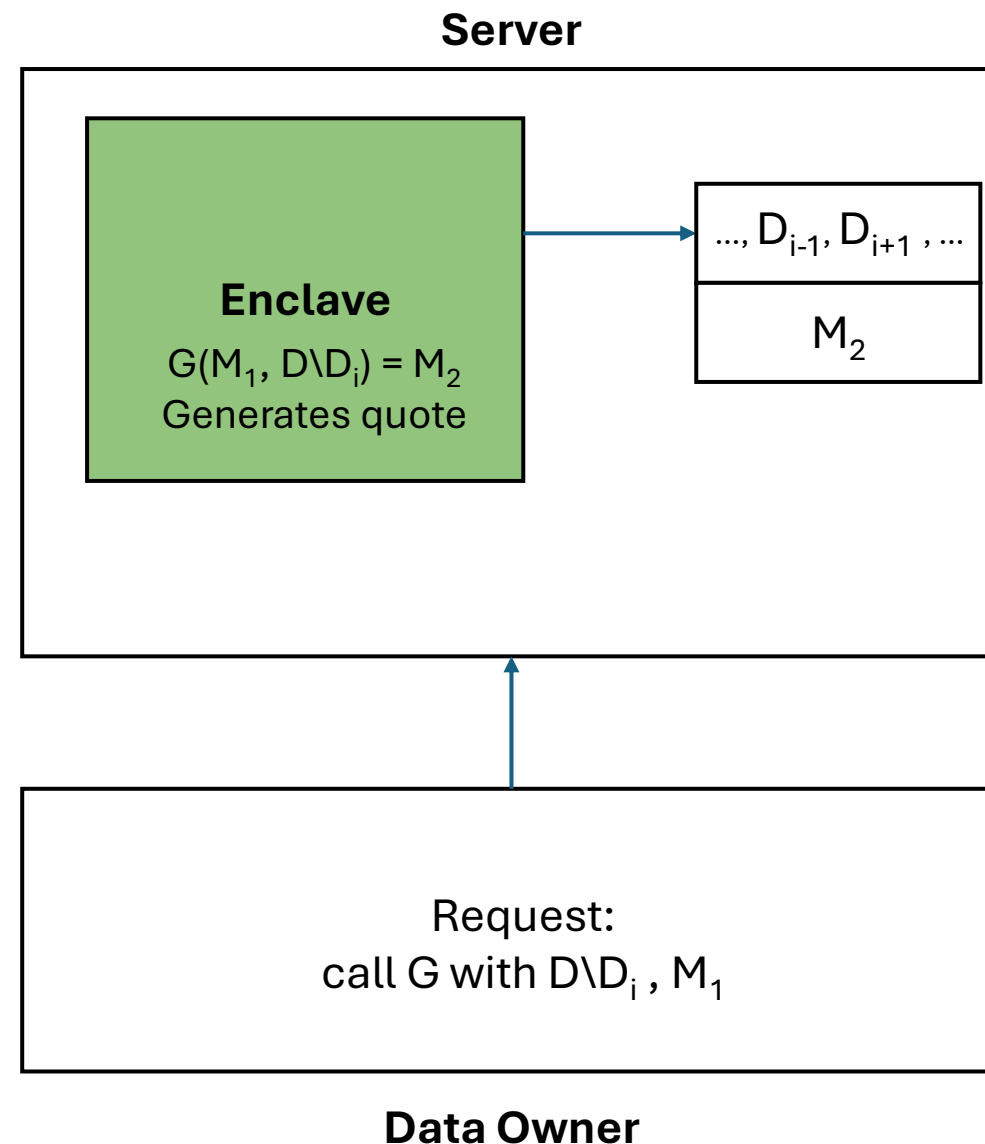 Server
Enclave
G(M₁, D\Dᵢ) = M₂
Generates quote
..., Dᵢ₋₁, Dᵢ₊₁ , ...
M₂
Request:
call G with D\Dᵢ , M₁
Data Owner